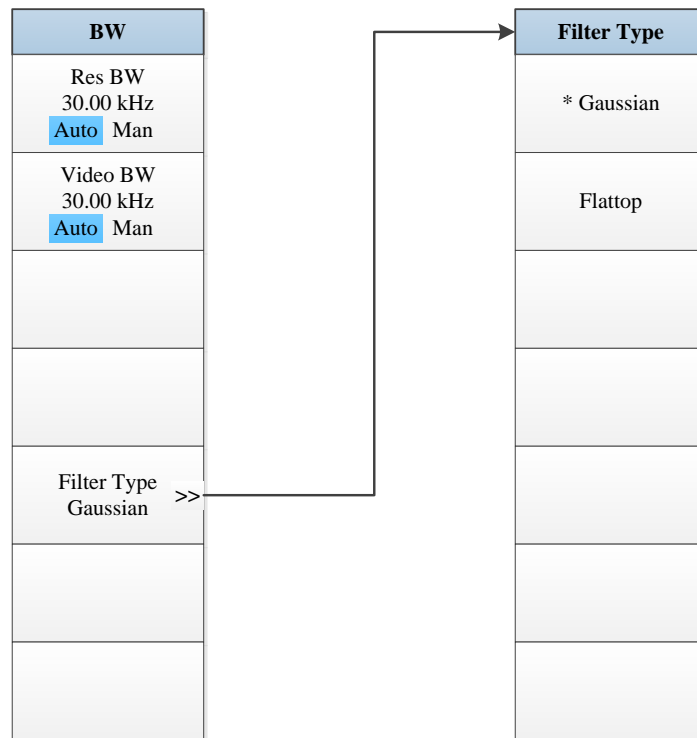 BW
Res BW
30.00 kHz
Auto Man
Video BW
30.00 kHz
Auto Man
Filter Type
Gaussian
>>
Filter Type
* Gaussian
Flattop